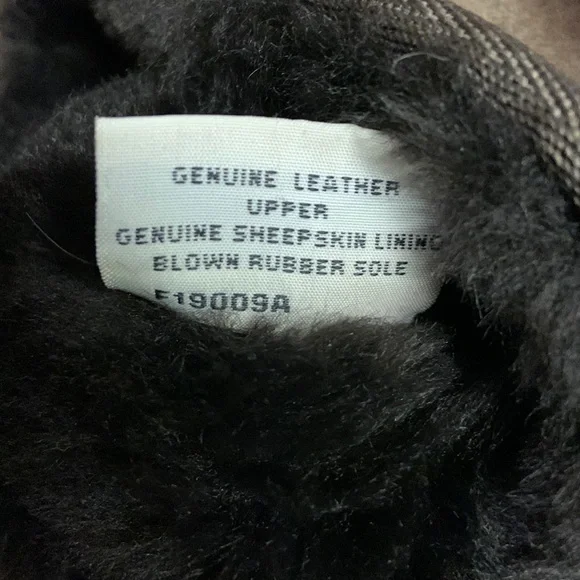 GENUINE LEATHER
UPPER
GENUINE SHEEPSKIN LINING
BLOWN RUBBER SOLE
F19009A